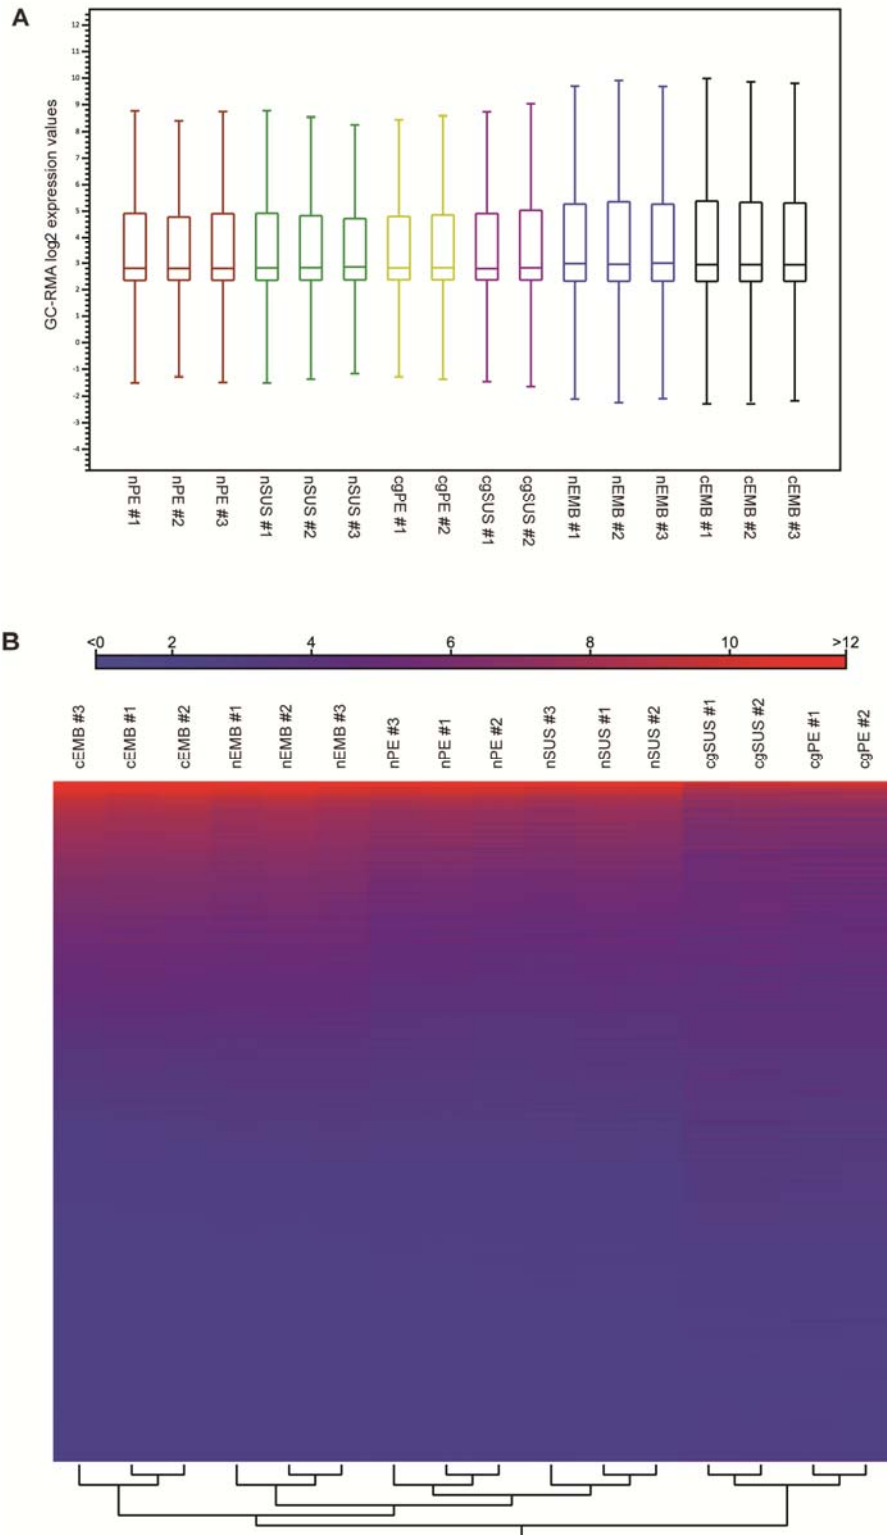 A
GC-RMA log2 expression values
12
11
10
9
8
7
6
5
4
3
2
1
0
-1
-2
-3
-4
nPE #1
nPE #2
nPE #3
nSUS #1
nSUS #2
nSUS #3
cgPE #1
cgPE #2
cgSUS #1
cgSUS #2
nEMB #1
nEMB #2
nEMB #3
cEMB #1
cEMB #2
cEMB #3
B
<0 2 4 6 8 10 >12
cEMB #3
cEMB #1
cEMB #2
nEMB #1
nEMB #2
nEMB #3
nPE #3
nPE #1
nPE #2
nSUS #3
nSUS #1
nSUS #2
cgSUS #1
cgSUS #2
cgPE #1
cgPE #2